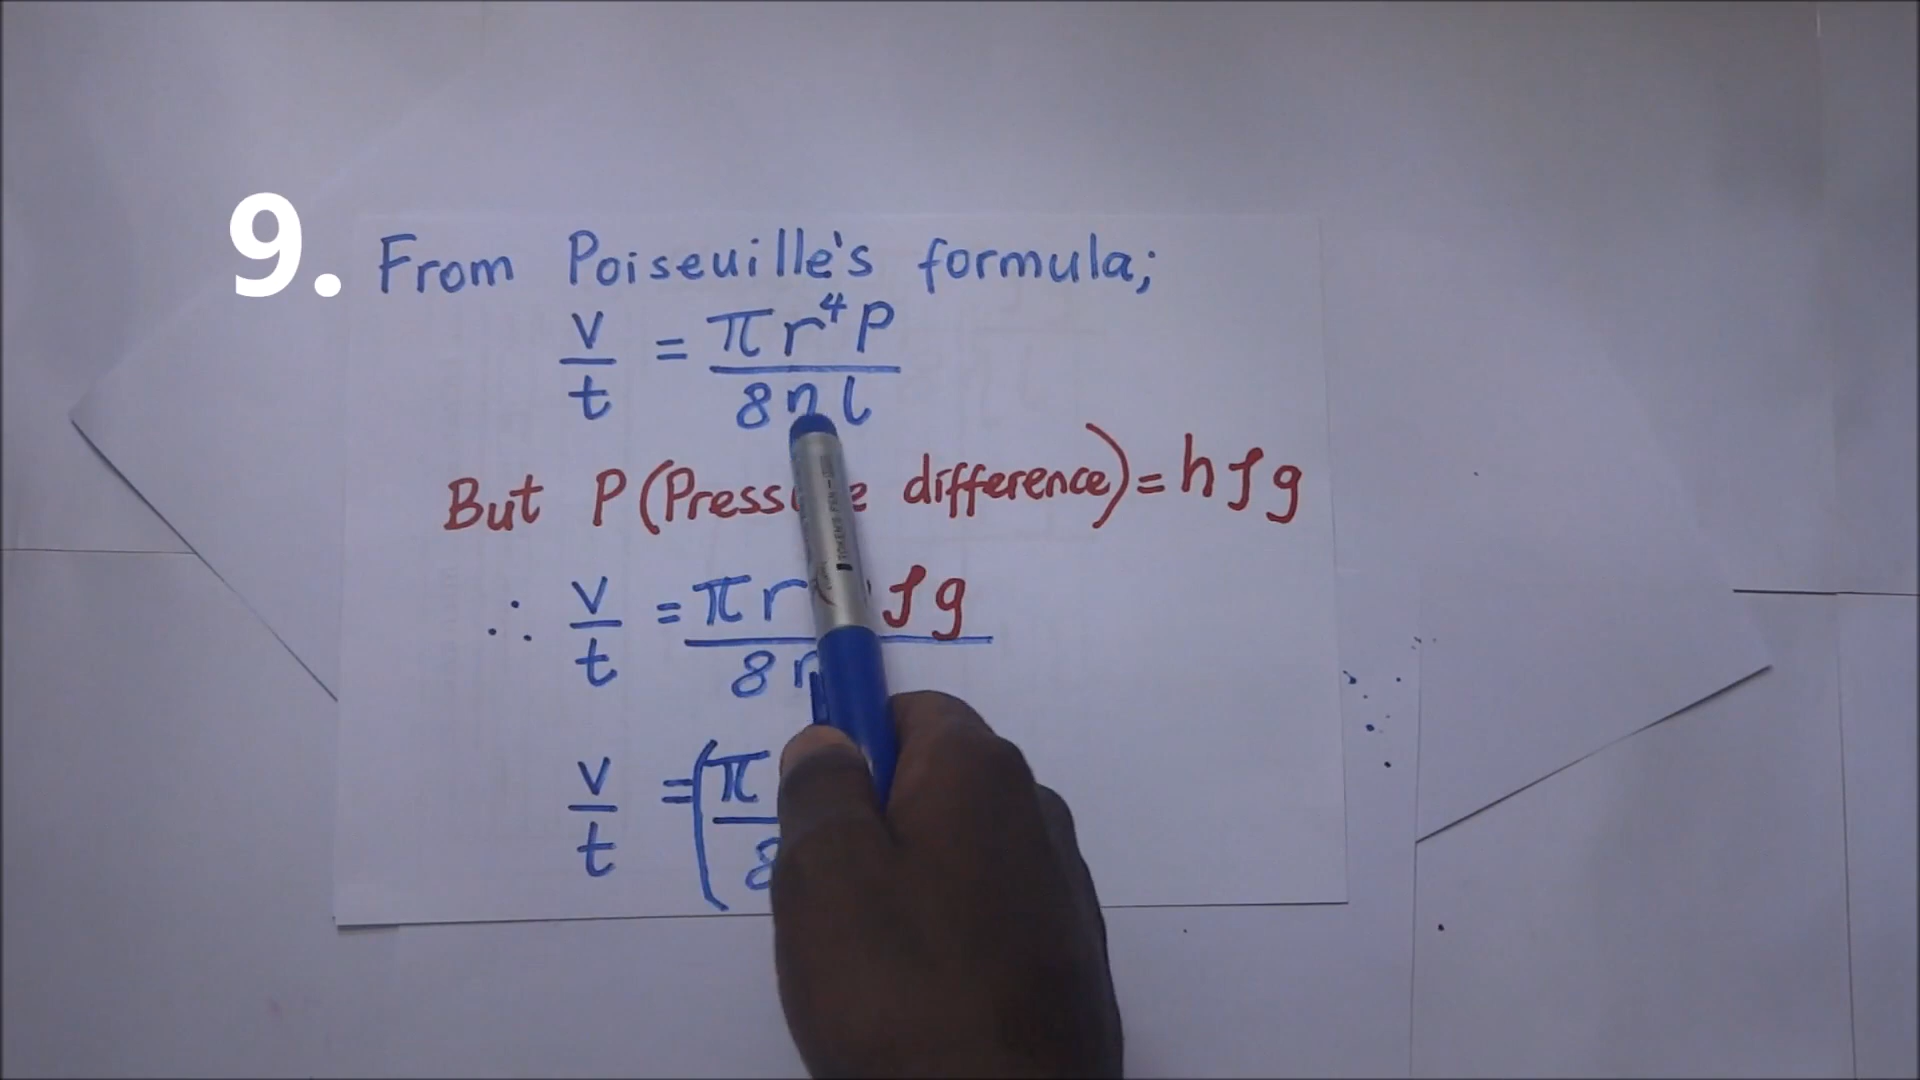 9. From Poiseuille's formula;
v/t = πr⁴P/8ηl
But P (Press e difference) = hρg
∴ v/t = πr ρg/8
v/t = (π/8